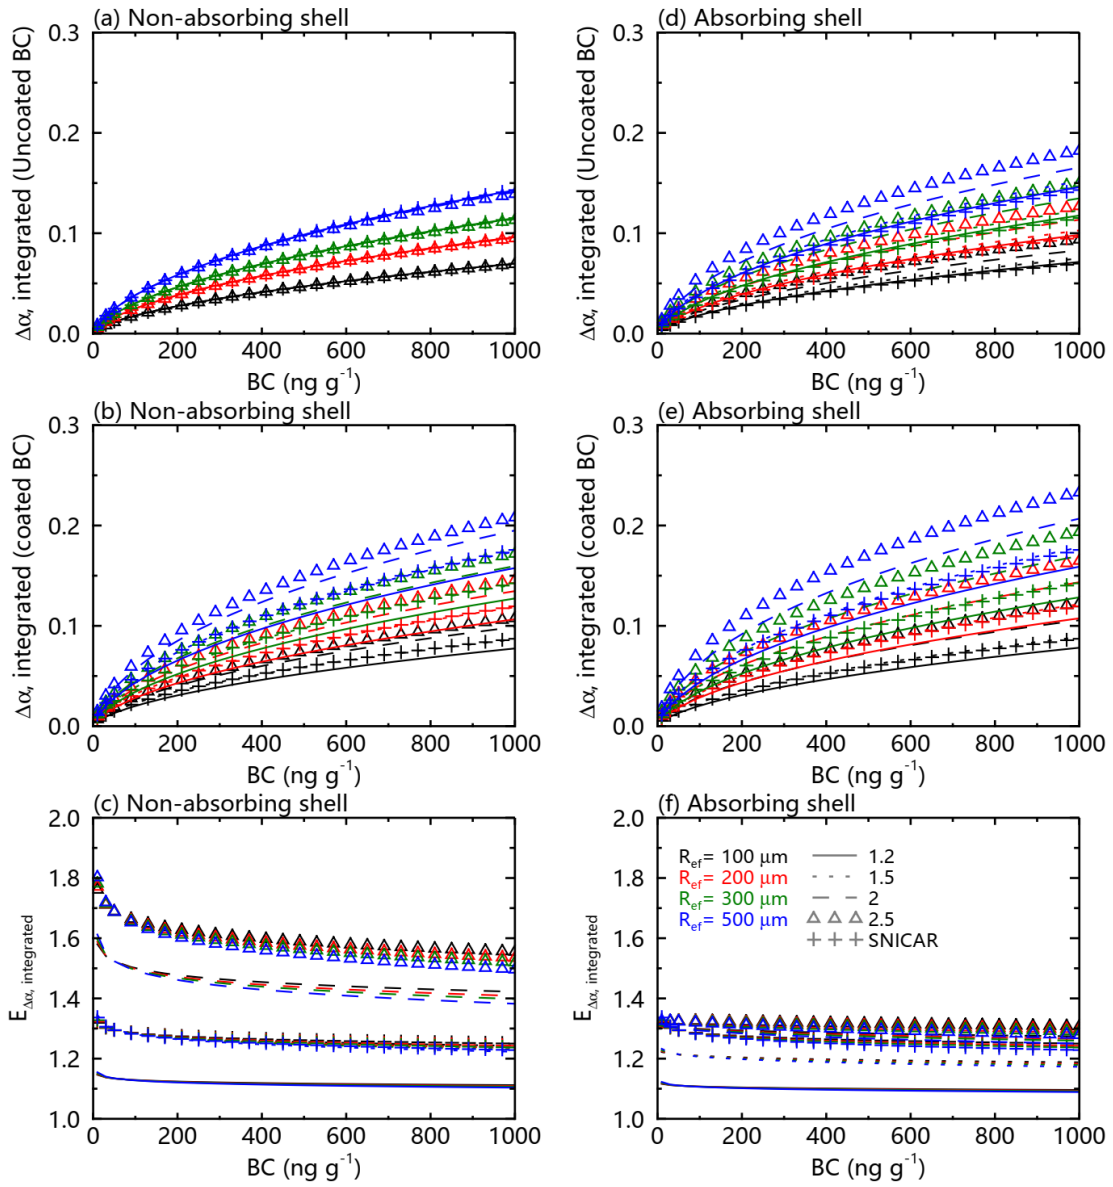 (a) Non-absorbing shell
Δα, integrated (Uncoated BC)
0.3
0.2
0.1
0.0
0 200 400 600 800 1000
BC (ng g⁻¹)
(d) Absorbing shell
Δα, integrated (Uncoated BC)
0.3
0.2
0.1
0.0
0 200 400 600 800 1000
BC (ng g⁻¹)
(b) Non-absorbing shell
Δα, integrated (coated BC)
0.3
0.2
0.1
0.0
0 200 400 600 800 1000
BC (ng g⁻¹)
(e) Absorbing shell
Δα, integrated (coated BC)
0.3
0.2
0.1
0.0
0 200 400 600 800 1000
BC (ng g⁻¹)
(c) Non-absorbing shell
E Δα, integrated
2.0
1.8
1.6
1.4
1.2
1.0
0 200 400 600 800 1000
BC (ng g⁻¹)
(f) Absorbing shell
E Δα, integrated
2.0
1.8
1.6
1.4
1.2
1.0
R_ef= 100 μm 1.2
R_ef= 200 μm 1.5
R_ef= 300 μm 2
R_ef= 500 μm 2.5
SNICAR
0 200 400 600 800 1000
BC (ng g⁻¹)